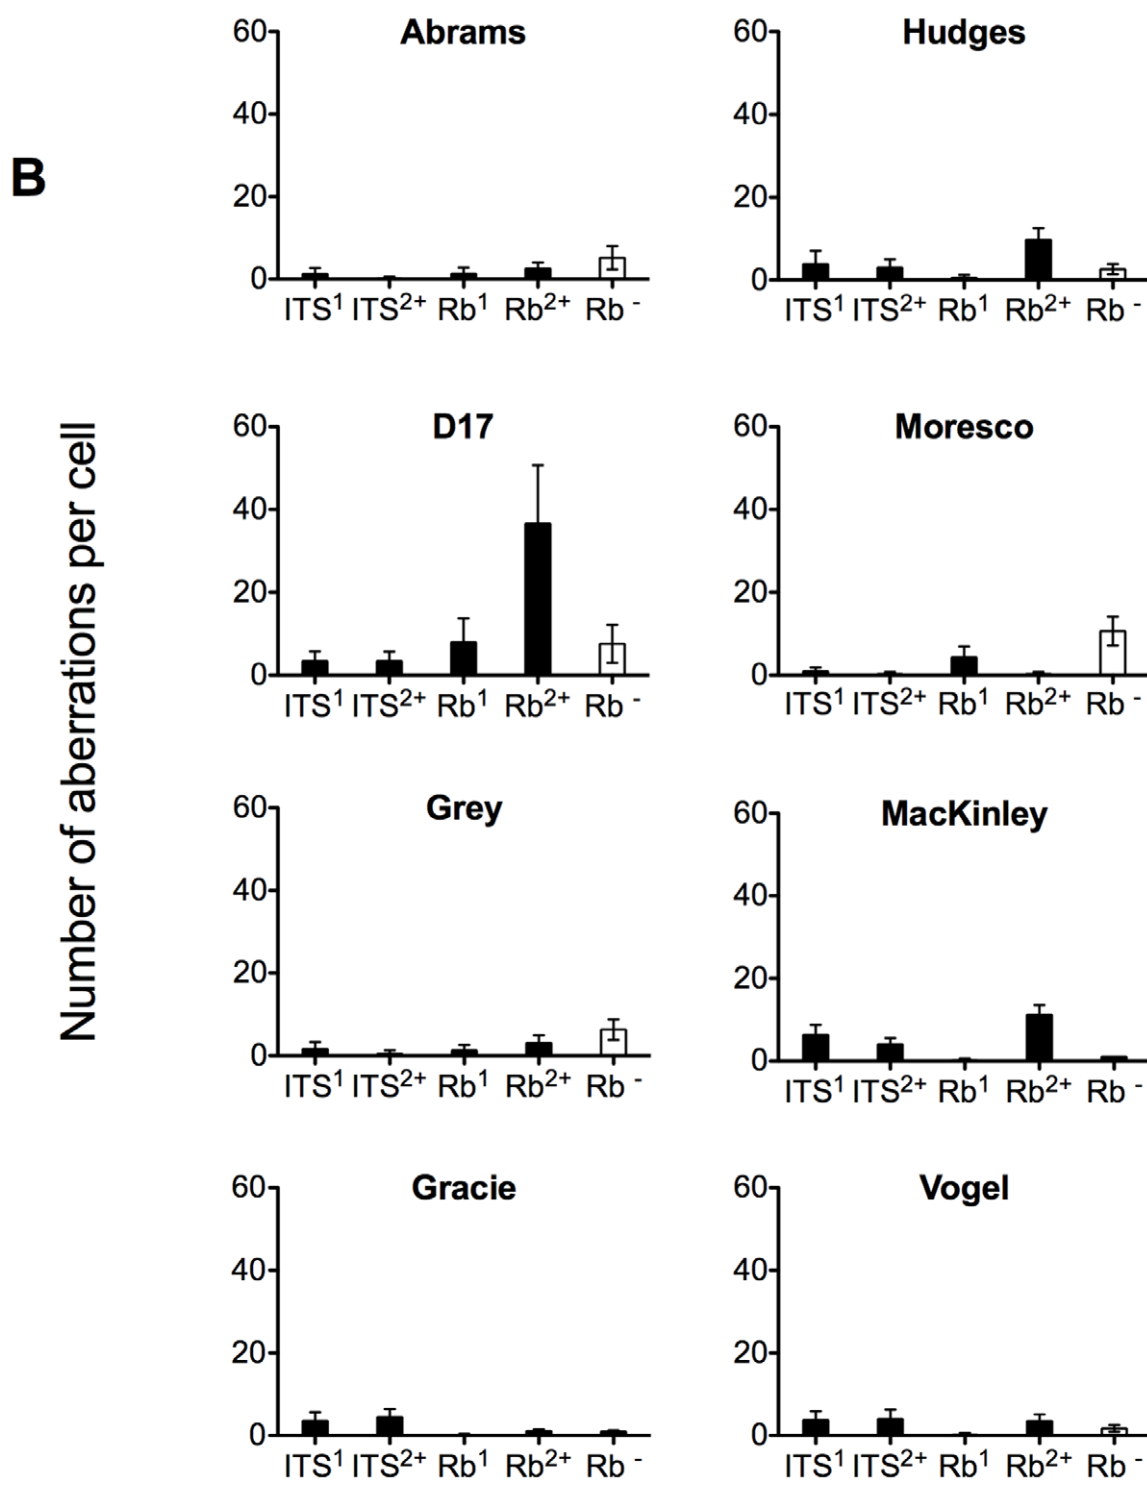 B
Number of aberrations per cell
Abrams
60
40
20
0
ITS1 ITS2+ Rb1 Rb2+ Rb -
Hudges
60
40
20
0
ITS1 ITS2+ Rb1 Rb2+ Rb -
D17
60
40
20
0
ITS1 ITS2+ Rb1 Rb2+ Rb -
Moresco
60
40
20
0
ITS1 ITS2+ Rb1 Rb2+ Rb -
Grey
60
40
20
0
ITS1 ITS2+ Rb1 Rb2+ Rb -
MacKinley
60
40
20
0
ITS1 ITS2+ Rb1 Rb2+ Rb -
Gracie
60
40
20
0
ITS1 ITS2+ Rb1 Rb2+ Rb -
Vogel
60
40
20
0
ITS1 ITS2+ Rb1 Rb2+ Rb -